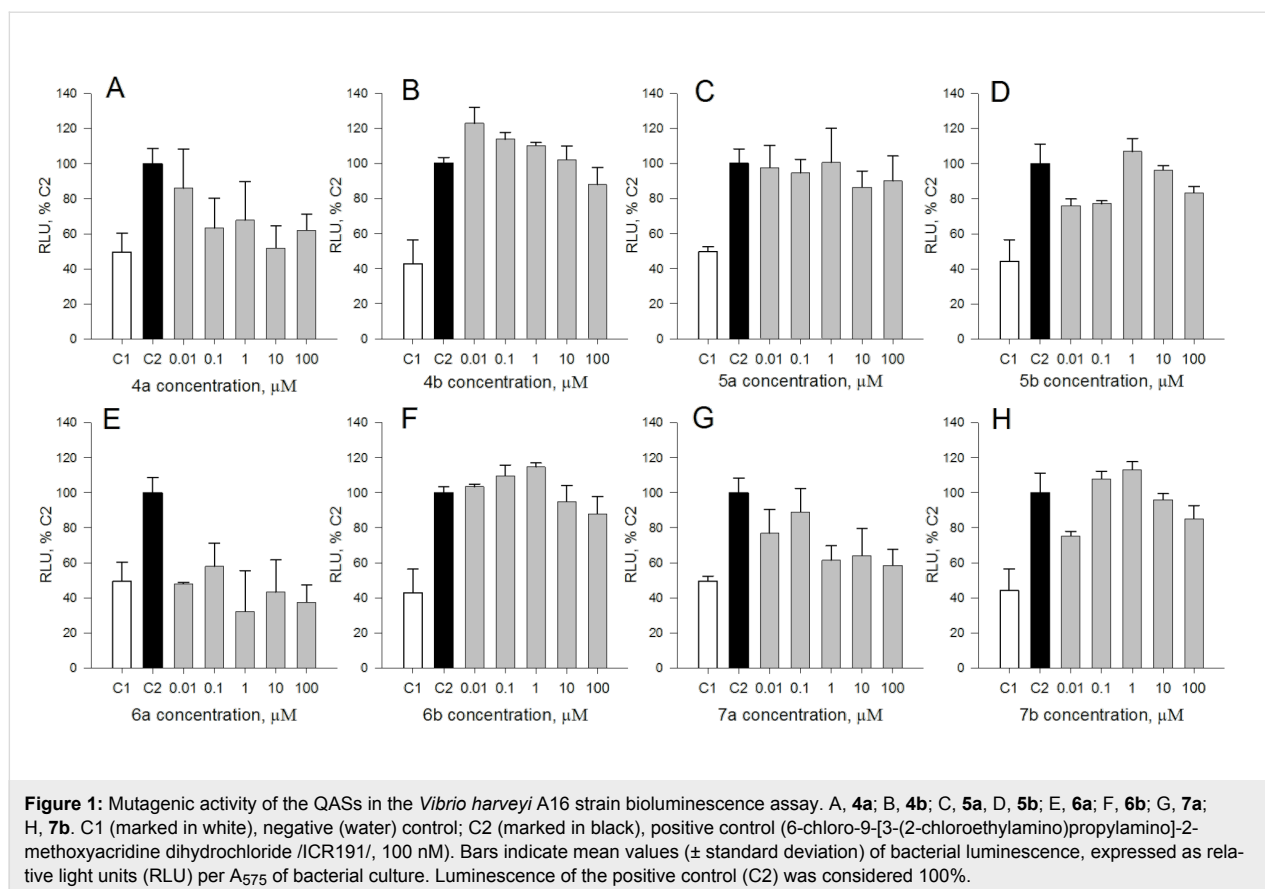 A
B
C
D
140
120
100
80
60
40
20
0
RLU, % C2
C1 C2 0.01 0.1 1 10 100
4a concentration, µM
140
120
100
80
60
40
20
0
RLU, % C2
C1 C2 0.01 0.1 1 10 100
4b concentration, µM
140
120
100
80
60
40
20
0
RLU, % C2
C1 C2 0.01 0.1 1 10 100
5a concentration, µM
140
120
100
80
60
40
20
0
RLU, % C2
C1 C2 0.01 0.1 1 10 100
5b concentration, µM
E
F
G
H
140
120
100
80
60
40
20
0
RLU, % C2
C1 C2 0.01 0.1 1 10 100
6a concentration, µM
140
120
100
80
60
40
20
0
RLU, % C2
C1 C2 0.01 0.1 1 10 100
6b concentration, µM
140
120
100
80
60
40
20
0
RLU, % C2
C1 C2 0.01 0.1 1 10 100
7a concentration, µM
140
120
100
80
60
40
20
0
RLU, % C2
C1 C2 0.01 0.1 1 10 100
7b concentration, µM
Figure 1: Mutagenic activity of the QASs in the Vibrio harveyi A16 strain bioluminescence assay. A, 4a; B, 4b; C, 5a, D, 5b; E, 6a; F, 6b; G, 7a;
H, 7b. C1 (marked in white), negative (water) control; C2 (marked in black), positive control (6-chloro-9-[3-(2-chloroethylamino)propylamino]-2-
methoxyacridine dihydrochloride /ICR191/, 100 nM). Bars indicate mean values (± standard deviation) of bacterial luminescence, expressed as rela-
tive light units (RLU) per A575 of bacterial culture. Luminescence of the positive control (C2) was considered 100%.